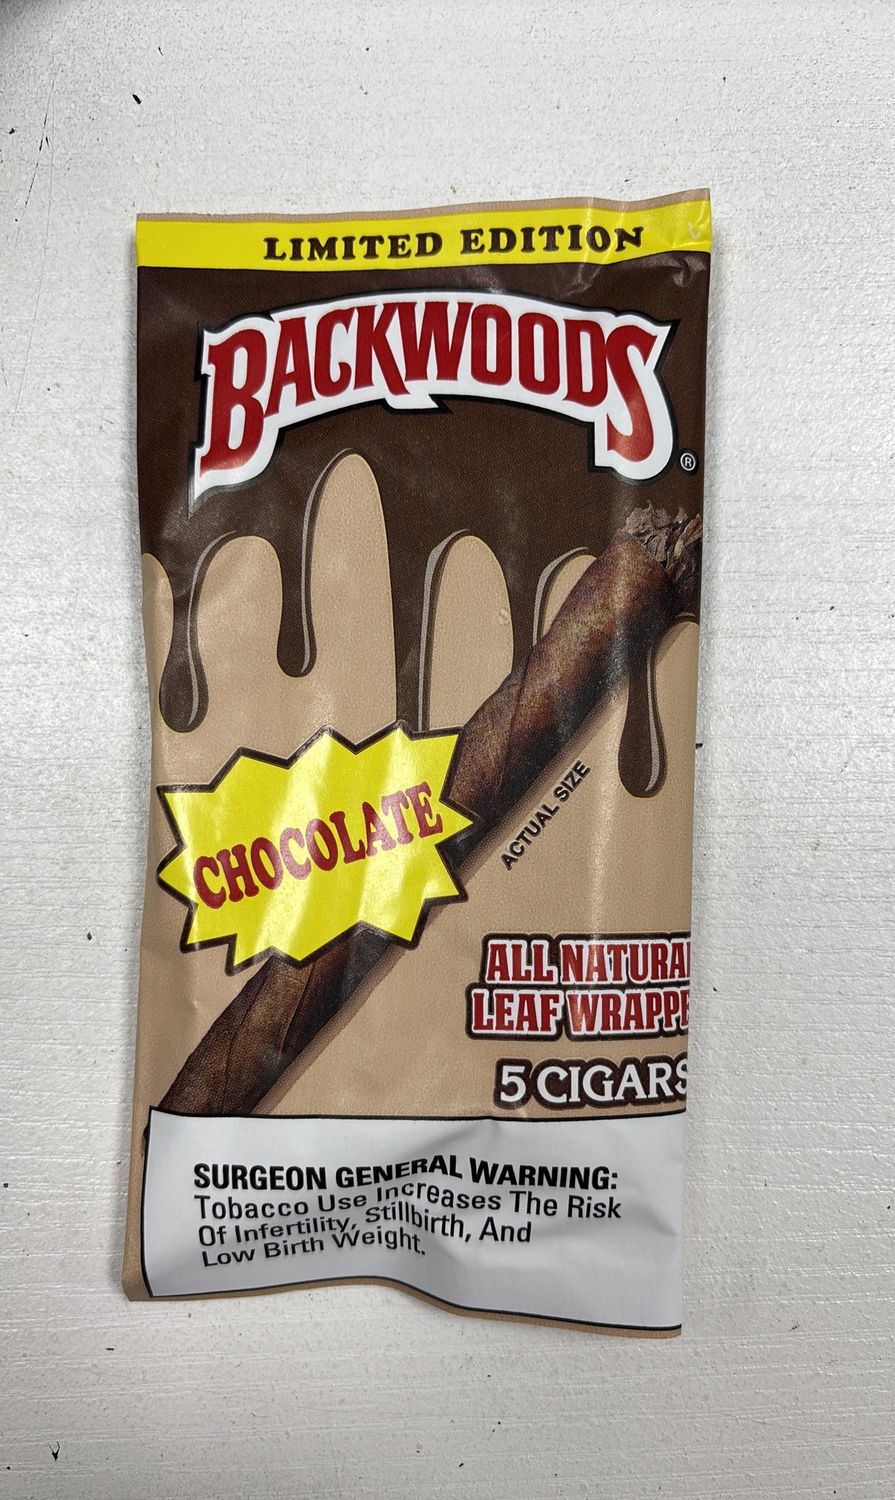 LIMITED EDITION
BACKWOODS®
CHOCOLATE
ACTUAL SIZE
ALL NATURAL
LEAF WRAPPE
5 CIGARS
SURGEON GENERAL WARNING:
Tobacco Use Increases The Risk
Of Infertility, Stillbirth, And
Low Birth Weight.